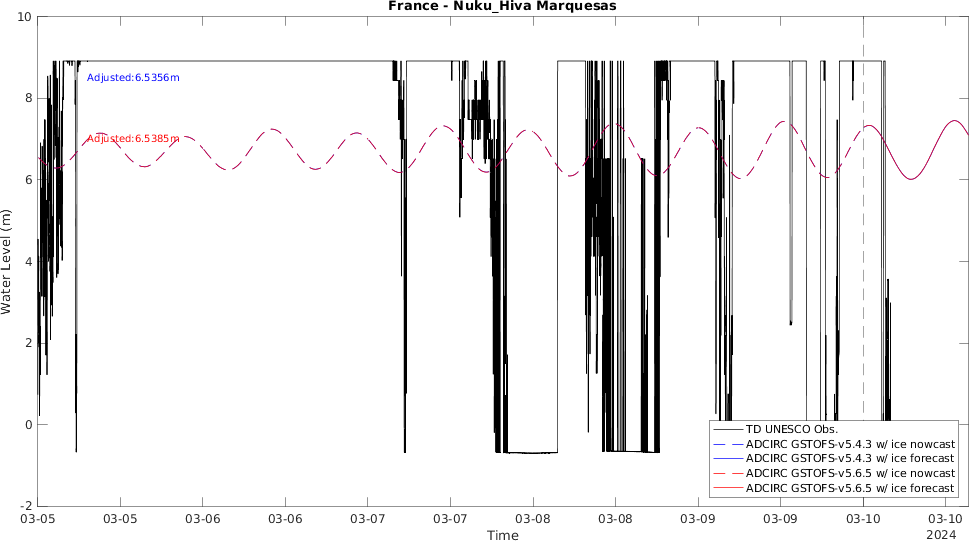 France - Nuku_Hiva Marquesas
10
8
6
4
2
0
-2
Water Level (m)
Adjusted:6.5356m
Adjusted:6.5385m
TD UNESCO Obs.
ADCIRC GSTOFS-v5.4.3 w/ ice nowcast
ADCIRC GSTOFS-v5.4.3 w/ ice forecast
ADCIRC GSTOFS-v5.6.5 w/ ice nowcast
ADCIRC GSTOFS-v5.6.5 w/ ice forecast
03-05 03-05 03-06 03-06 03-07 03-07 03-08 03-08 03-09 03-09 03-10 03-10
2024
Time